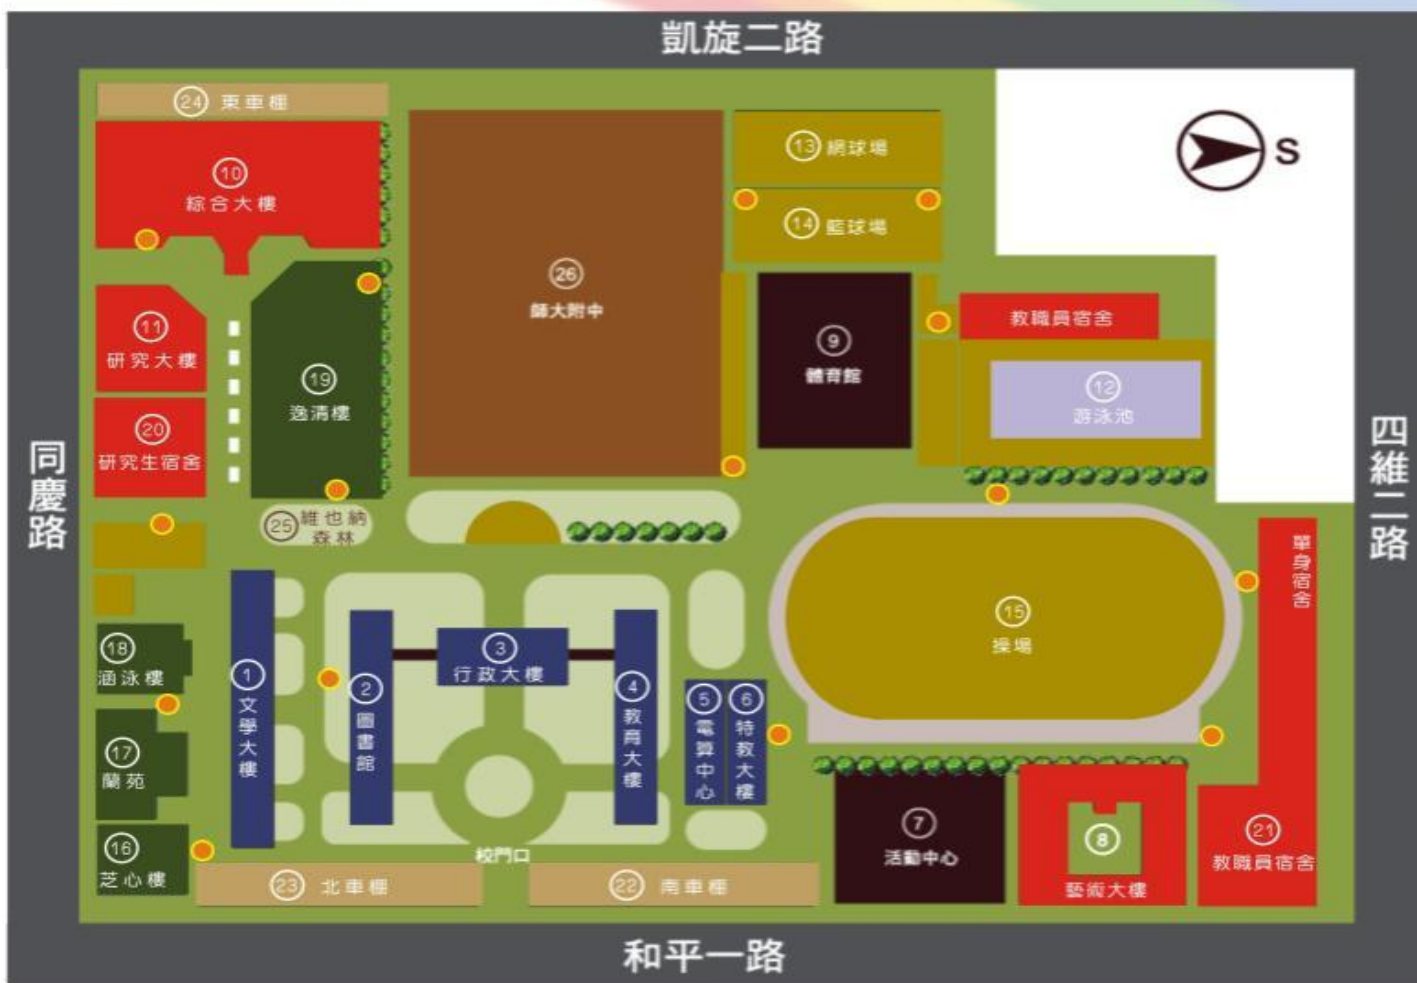 凱旋二路
24 東車棚
10
綜合大樓
13 網球場
14 籃球場
S
26
師大附中
11
研究大樓
19
逸清樓
20
研究生宿舍
9
體育館
教職員宿舍
12
游泳池
同慶路
四維二路
25 維也納
森林
單身宿舍
15
操場
18
涵泳樓
1 文學大樓
2 圖書館
3
行政大樓
4 教育大樓
5 電算中心
6 特教大樓
17
蘭苑
16
芝心樓
校門口
23 北車棚
22 南車棚
7
活動中心
8
藝術大樓
21
教職員宿舍
和平一路